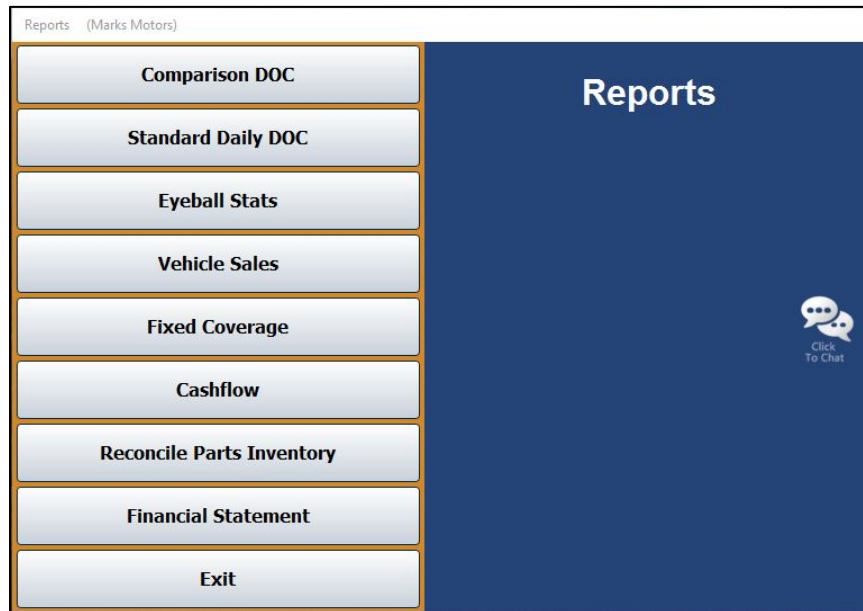 Reports (Marks Motors)
Comparison DOC
Standard Daily DOC
Eyeball Stats
Vehicle Sales
Fixed Coverage
Cashflow
Reconcile Parts Inventory
Financial Statement
Exit
Reports
Click
To Chat